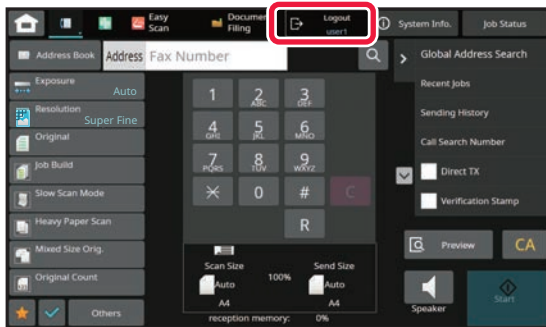 Easy
Scan
Document
Filing
Logout
user1
System Info.
Job Status
Address Book
Address
Fax Number
Global Address Search
Exposure
Auto
Resolution
Super Fine
Original
Job Build
Slow Scan Mode
Heavy Paper Scan
Mixed Size Orig.
Original Count
Others
1
2
ABC
3
DEF
4
GHI
5
JKL
6
MNO
7
PQRS
8
TUV
9
WXYZ
0
#
C
R
Scan Size
Auto
A4
100%
Send Size
Auto
A4
reception memory:
0%
Recent Jobs
Sending History
Call Search Number
Direct TX
Verification Stamp
Preview
CA
Speaker
Start